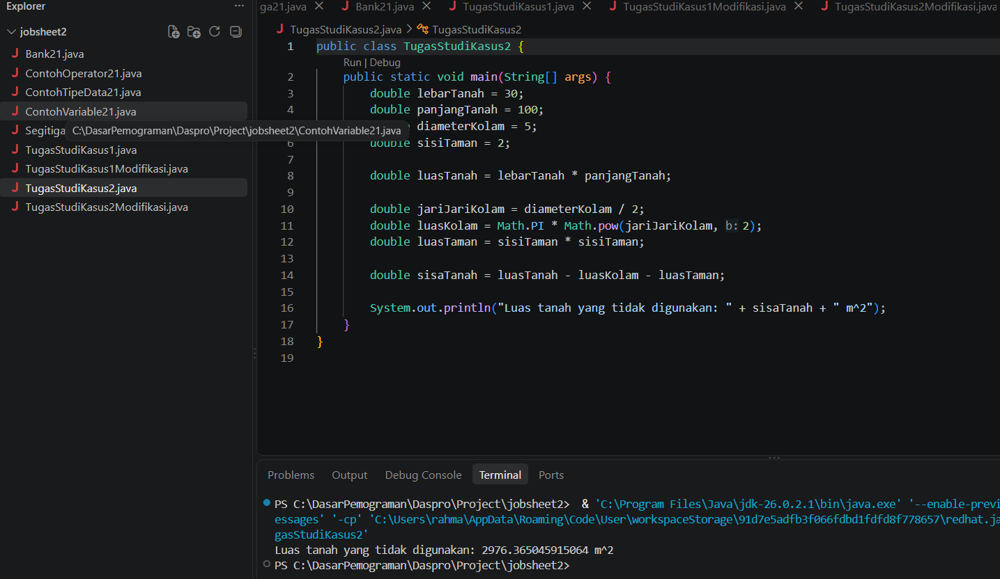 Explorer
jobsheet2
Bank21.java
ContohOperator21.java
ContohTipeData21.java
ContohVariable21.java
Segitiga
C:\DasarPemograman\Daspro\Project\jobsheet2\ContohVariable21.java
TugasStudiKasus1.java
TugasStudiKasus1Modifikasi.java
TugasStudiKasus2.java
TugasStudiKasus2Modifikasi.java
ga21.java Bank21.java TugasStudiKasus1.java TugasStudiKasus1Modifikasi.java TugasStudiKasus2Modifikasi.java
TugasStudiKasus2.java > TugasStudiKasus2
1 public class TugasStudiKasus2 {
Run | Debug
2 public static void main(String[] args) {
3 double lebarTanah = 30;
4 double panjangTanah = 100;
diameterKolam = 5;
6 double sisiTaman = 2;
7
8 double luasTanah = lebarTanah * panjangTanah;
9
10 double jariJariKolam = diameterKolam / 2;
11 double luasKolam = Math.PI * Math.pow(jariJariKolam, b: 2);
12 double luasTaman = sisiTaman * sisiTaman;
13
14 double sisaTanah = luasTanah - luasKolam - luasTaman;
15
16 System.out.println("Luas tanah yang tidak digunakan: " + sisaTanah + " m^2");
17 }
18 }
19
Problems Output Debug Console Terminal Ports
PS C:\DasarPemograman\Daspro\Project\jobsheet2> & 'C:\Program Files\Java\jdk-26.0.2.1\bin\java.exe' '--enable-previ
essages' '-cp' 'C:\Users\rahma\AppData\Roaming\Code\User\workspaceStorage\91d7e5adfb3f066fdbd1fdfd8f778657\redhat.ja
gasStudiKasus2'
Luas tanah yang tidak digunakan: 2976.365045915064 m^2
PS C:\DasarPemograman\Daspro\Project\jobsheet2>